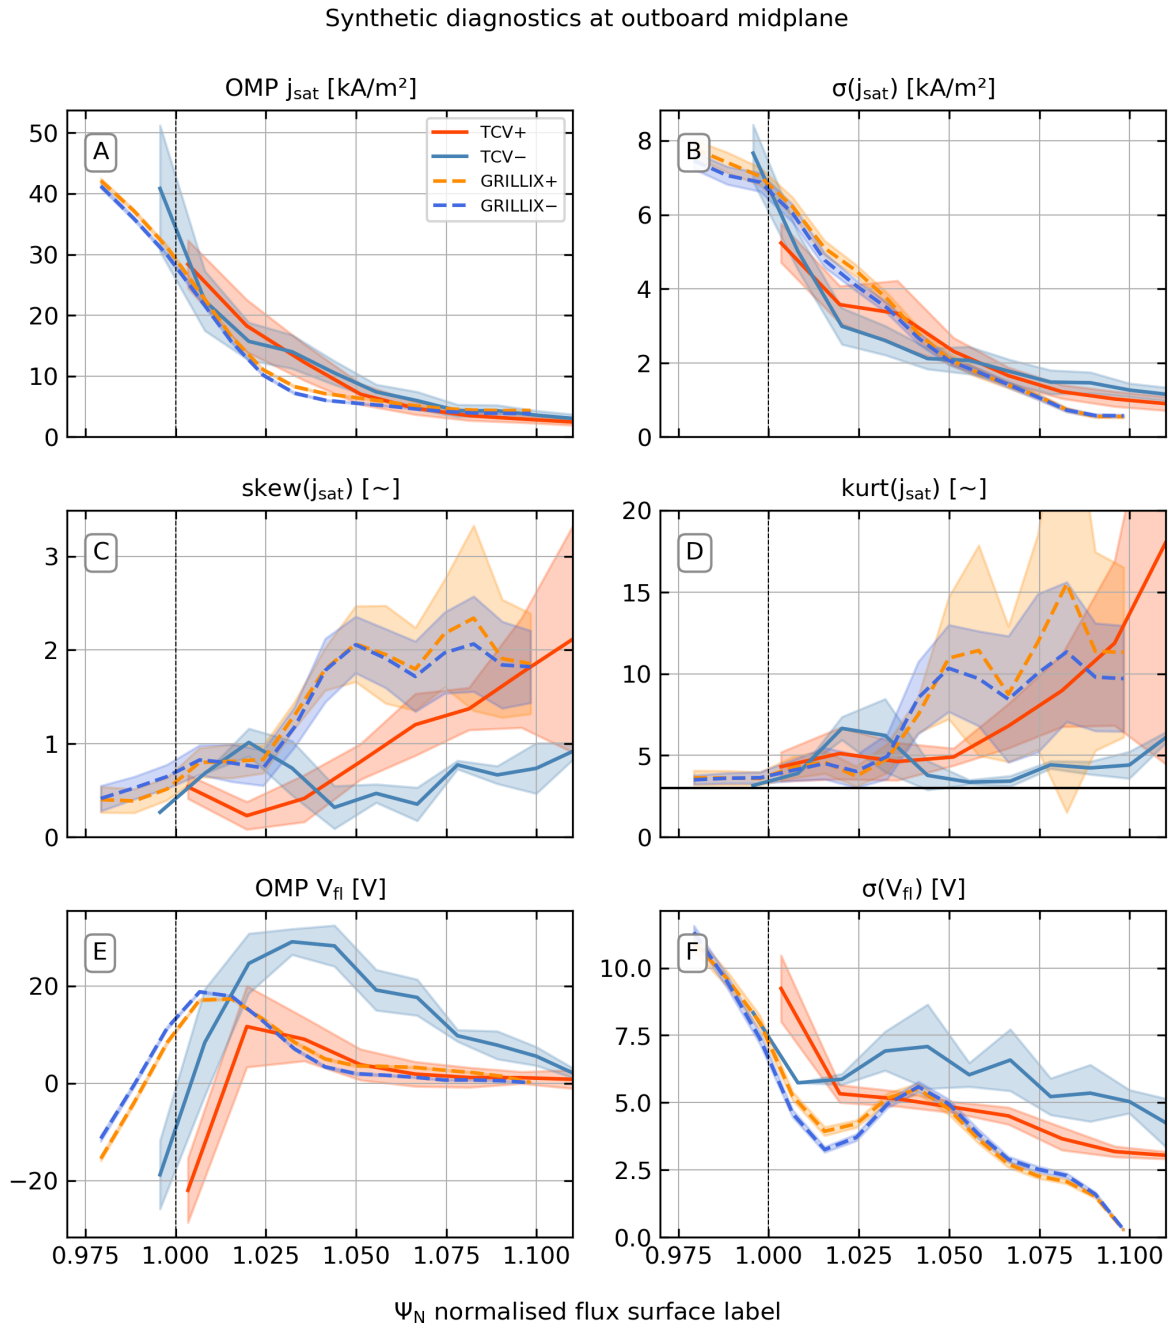 Synthetic diagnostics at outboard midplane
OMP jsat [kA/m²]
A
TCV+
TCV−
GRILLIX+
GRILLIX−
50
40
30
20
10
0
σ(jsat) [kA/m²]
B
8
6
4
2
0
skew(jsat) [~]
C
3
2
1
0
kurt(jsat) [~]
D
20
15
10
5
0
OMP Vfl [V]
E
20
0
−20
0.975 1.000 1.025 1.050 1.075 1.100
σ(Vfl) [V]
F
10.0
7.5
5.0
2.5
0.0
0.975 1.000 1.025 1.050 1.075 1.100
ΨN normalised flux surface label